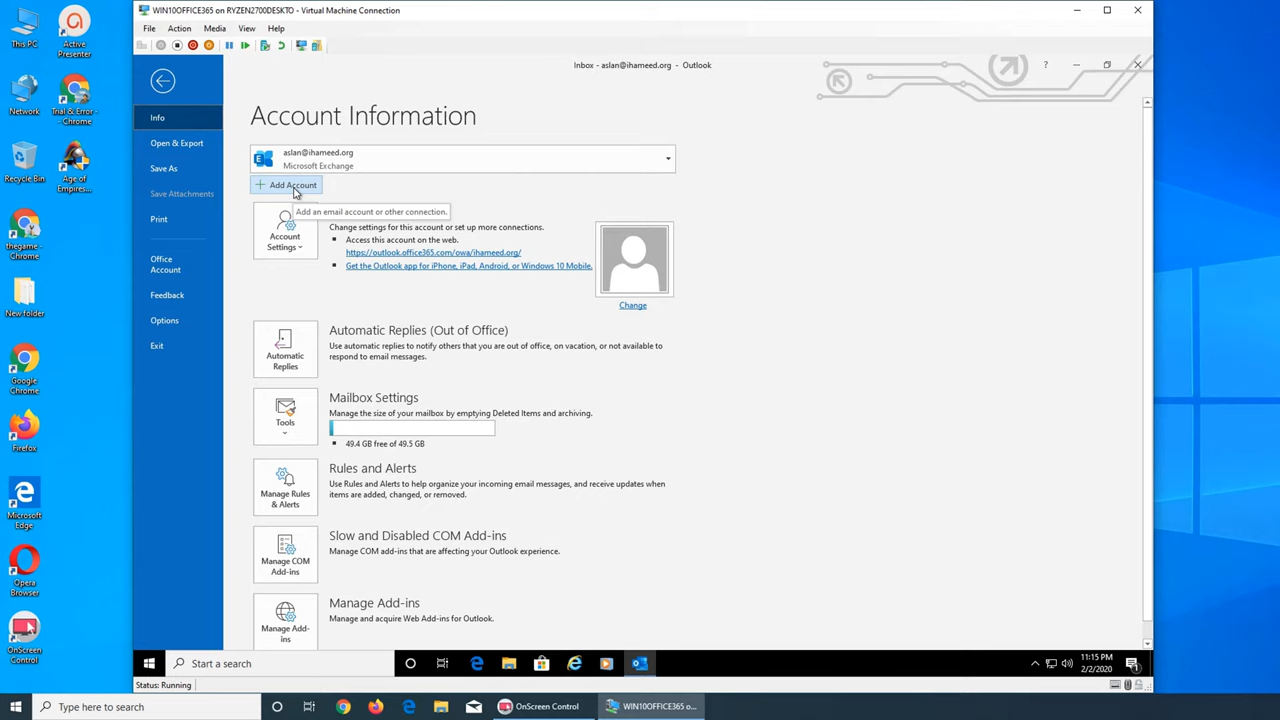 WIN10OFFICE365 on RYZEN2700DESKTO - Virtual Machine Connection
File Action Media View Help
This PC
Active
Presenter
Network
Trial & Error -
- Chrome
Recycle Bin
Age of
Empires...
thegame -
Chrome
New folder
Google
Chrome
Firefox
Microsoft
Edge
Opera
Browser
OnScreen
Control
Inbox - aslan@ihameed.org - Outlook
?
Info
Open & Export
Save As
Save Attachments
Print
Office
Account
Feedback
Options
Exit
Account Information
E
aslan@ihameed.org
Microsoft Exchange
Add Account
Add an email account or other connection.
Account
Settings
Change settings for this account or set up more connections.
Access this account on the web.
https://outlook.office365.com/owa/ihameed.org/
Get the Outlook app for iPhone, iPad, Android, or Windows 10 Mobile.
Change
Automatic
Replies
Automatic Replies (Out of Office)
Use automatic replies to notify others that you are out of office, on vacation, or not available to
respond to email messages.
Tools
Mailbox Settings
Manage the size of your mailbox by emptying Deleted Items and archiving.
49.4 GB free of 49.5 GB
Manage Rules
& Alerts
Rules and Alerts
Use Rules and Alerts to help organize your incoming email messages, and receive updates when
items are added, changed, or removed.
Manage COM
Add-ins
Slow and Disabled COM Add-ins
Manage COM add-ins that are affecting your Outlook experience.
Manage Add-
ins
Manage Add-ins
Manage and acquire Web Add-ins for Outlook.
Start a search
11:15 PM
2/2/2020
Status: Running
Type here to search
OnScreen Control
WIN10OFFICE365 o...